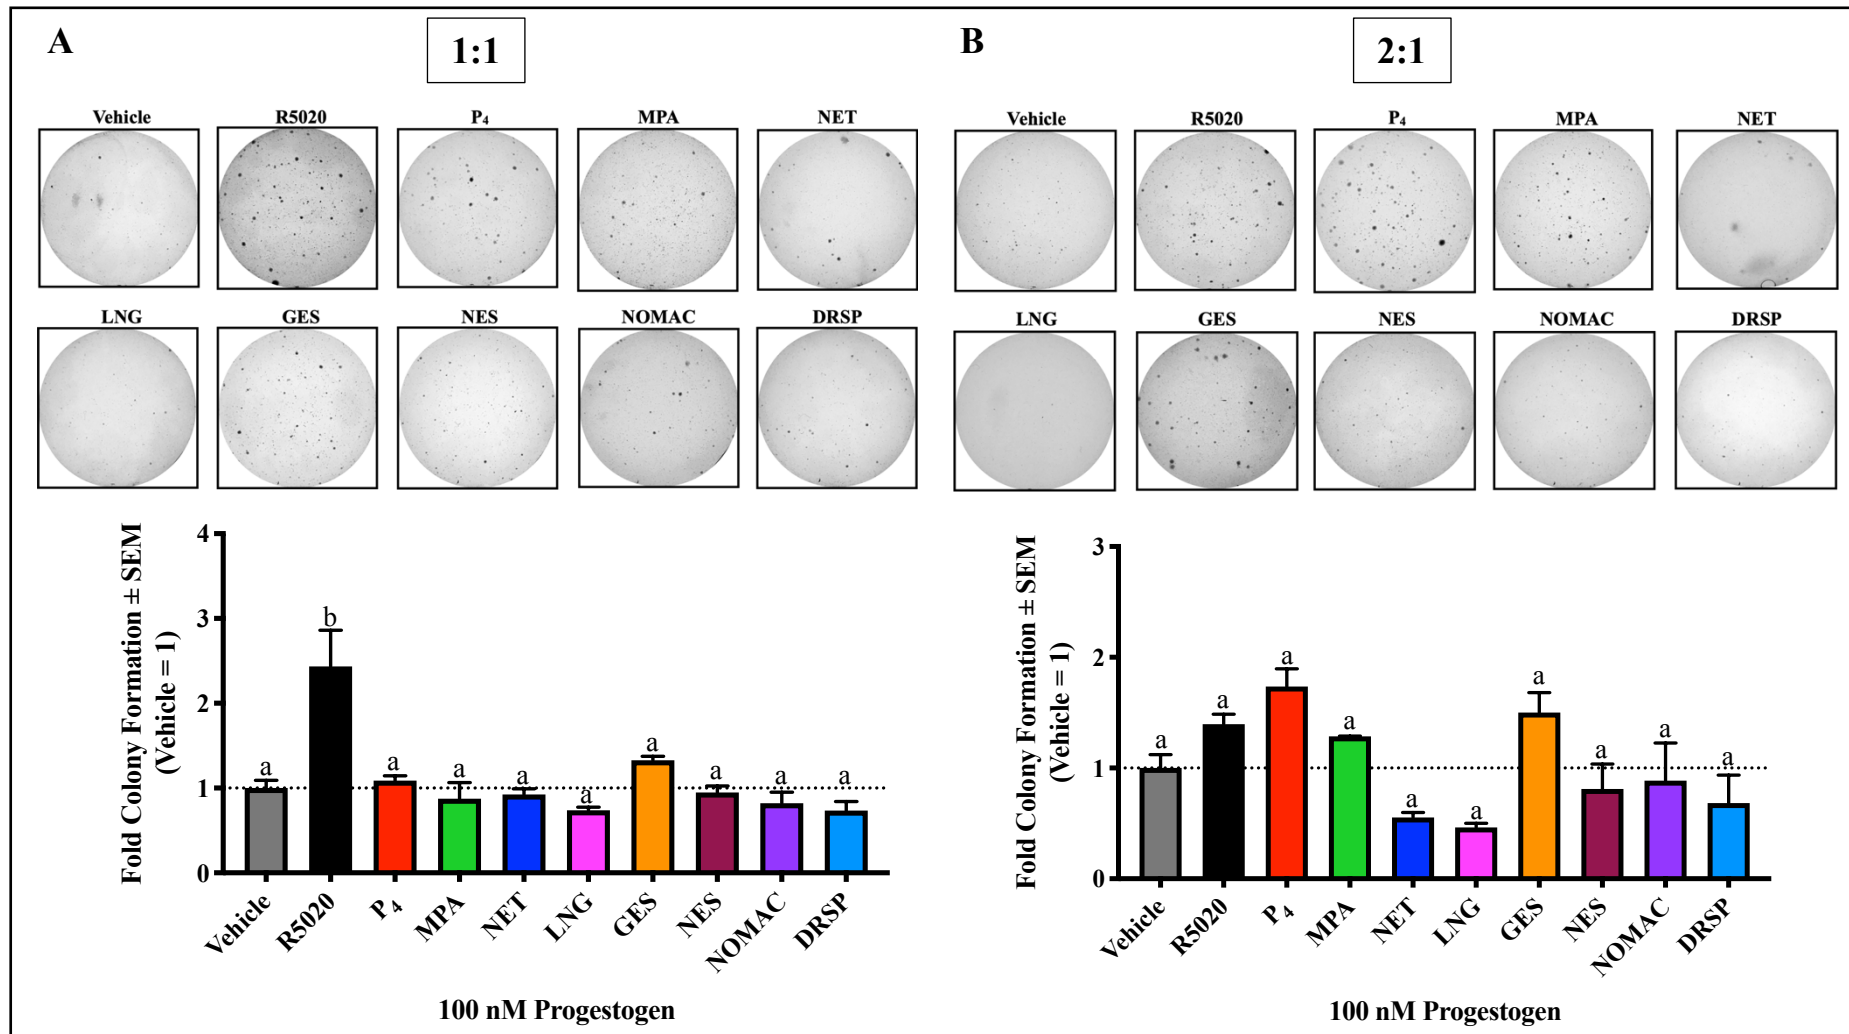 A
1:1
Vehicle R5020 P4 MPA NET
LNG GES NES NOMAC DRSP
Fold Colony Formation ± SEM
(Vehicle = 1)
4
3
2
1
0
a b a a a a a a a a
Vehicle R5020 P4 MPA NET LNG GES NES NOMAC DRSP
100 nM Progestogen
B
2:1
Vehicle R5020 P4 MPA NET
LNG GES NES NOMAC DRSP
Fold Colony Formation ± SEM
(Vehicle = 1)
3
2
1
0
a a a a a a a a a a
Vehicle R5020 P4 MPA NET LNG GES NES NOMAC DRSP
100 nM Progestogen